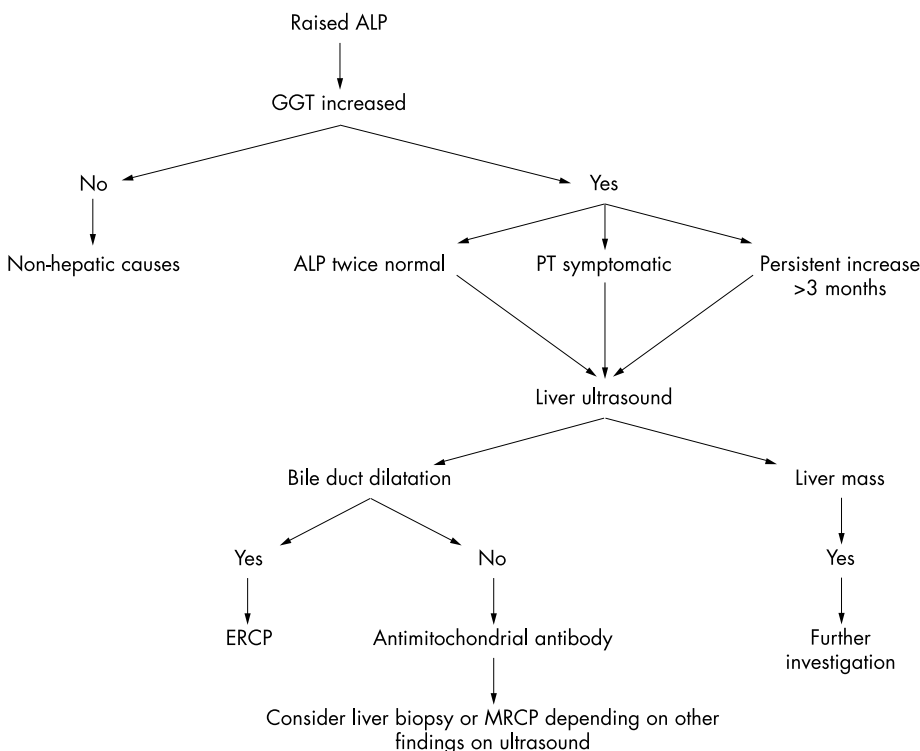 Raised ALP
GGT increased
No
Yes
Non-hepatic causes
ALP twice normal
PT symptomatic
Persistent increase
>3 months
Liver ultrasound
Bile duct dilatation
Liver mass
Yes
No
Yes
ERCP
Antimitochondrial antibody
Further
investigation
Consider liver biopsy or MRCP depending on other
findings on ultrasound